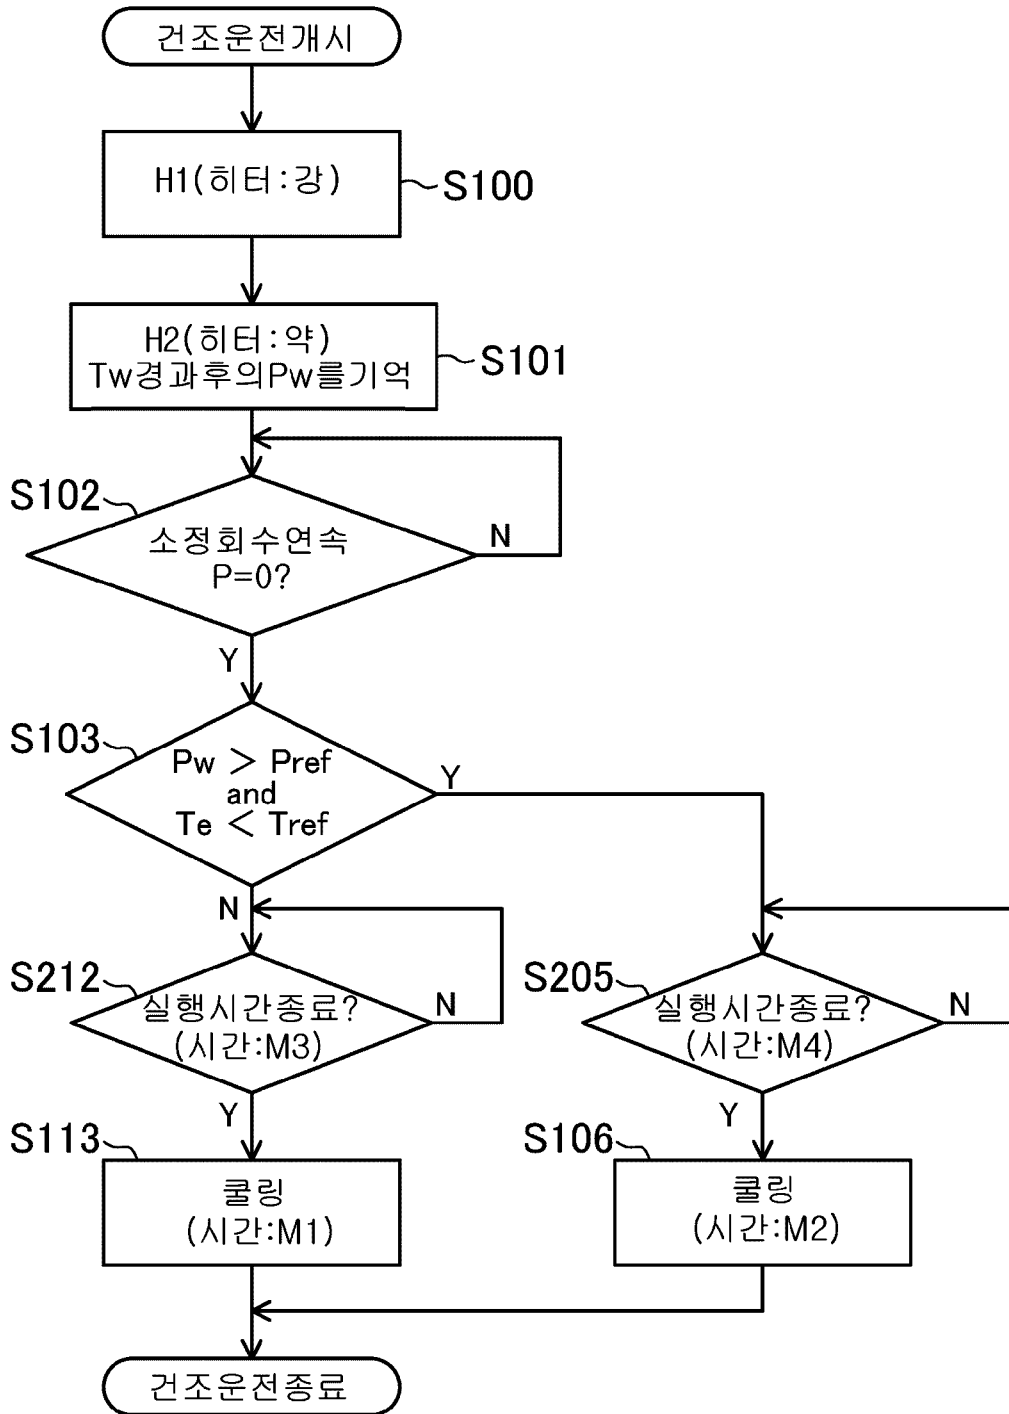 건조운전개시
H1(히터:강)
S100
H2(히터:약)
Tw경과후의Pw를기억
S101
S102
소정회수연속
P=0?
N
Y
S103
Pw > Pref
and
Te < Tref
Y
N
S212
실행시간종료?
(시간:M3)
N
S205
실행시간종료?
(시간:M4)
N
Y
Y
S113
쿨링
(시간:M1)
S106
쿨링
(시간:M2)
건조운전종료